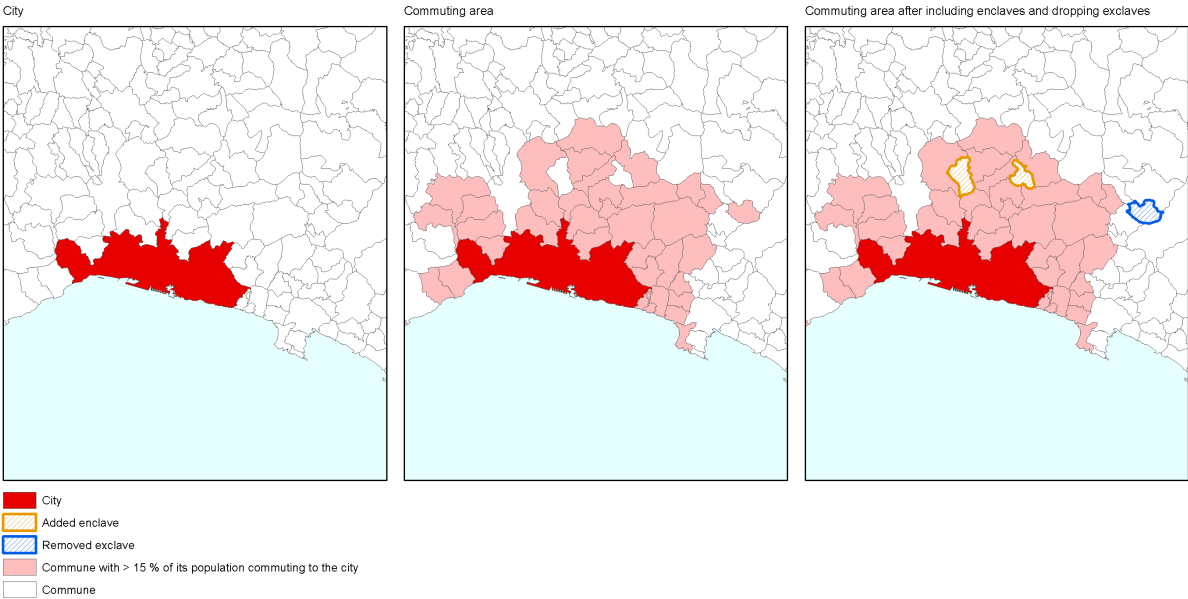 City
Commuting area
Commuting area after including enclaves and dropping exclaves
City
Added enclave
Removed exclave
Commune with > 15 % of its population commuting to the city
Commune